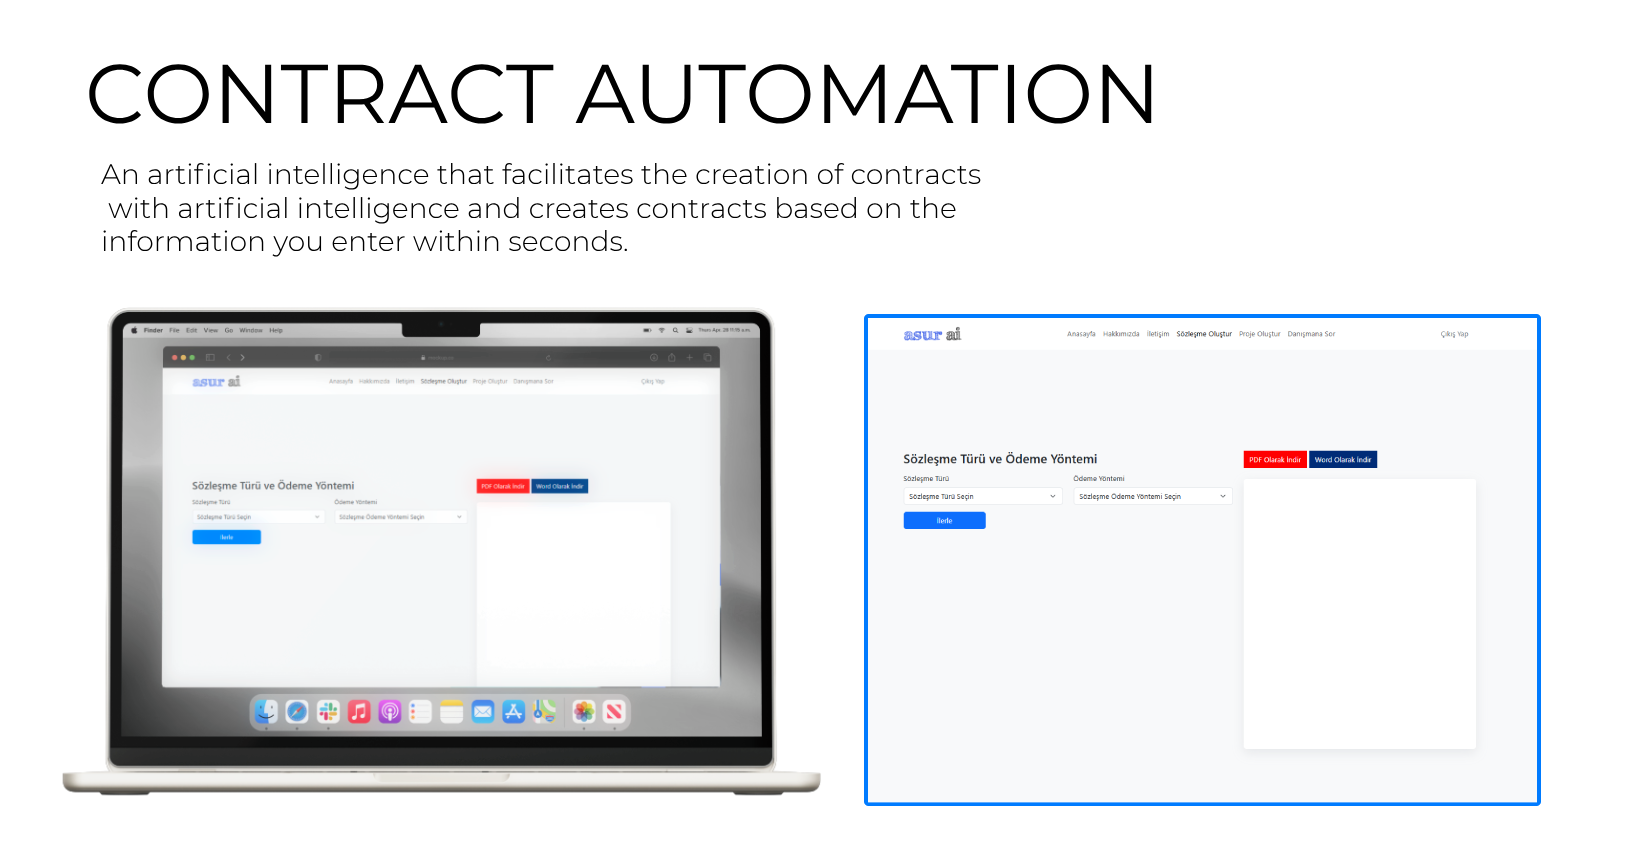 CONTRACT AUTOMATION
An artificial intelligence that facilitates the creation of contracts
with artificial intelligence and creates contracts based on the
information you enter within seconds.
Finder File Edit View Go Window Help
asur ai
Anasayfa Hakkımızda İletişim Sözleşme Oluştur Proje Oluştur Danışmana Sor Çıkış Yap
Sözleşme Türü ve Ödeme Yöntemi
PDF Olarak İndir Word Olarak İndir
Sözleşme Türü Ödeme Yöntemi
Sözleşme Türü Seçin Sözleşme Ödeme Yöntemi Seçin
İlerle
asur ai
Anasayfa Hakkımızda İletişim Sözleşme Oluştur Proje Oluştur Danışmana Sor Çıkış Yap
Sözleşme Türü ve Ödeme Yöntemi
PDF Olarak İndir Word Olarak İndir
Sözleşme Türü Ödeme Yöntemi
Sözleşme Türü Seçin Sözleşme Ödeme Yöntemi Seçin
İlerle